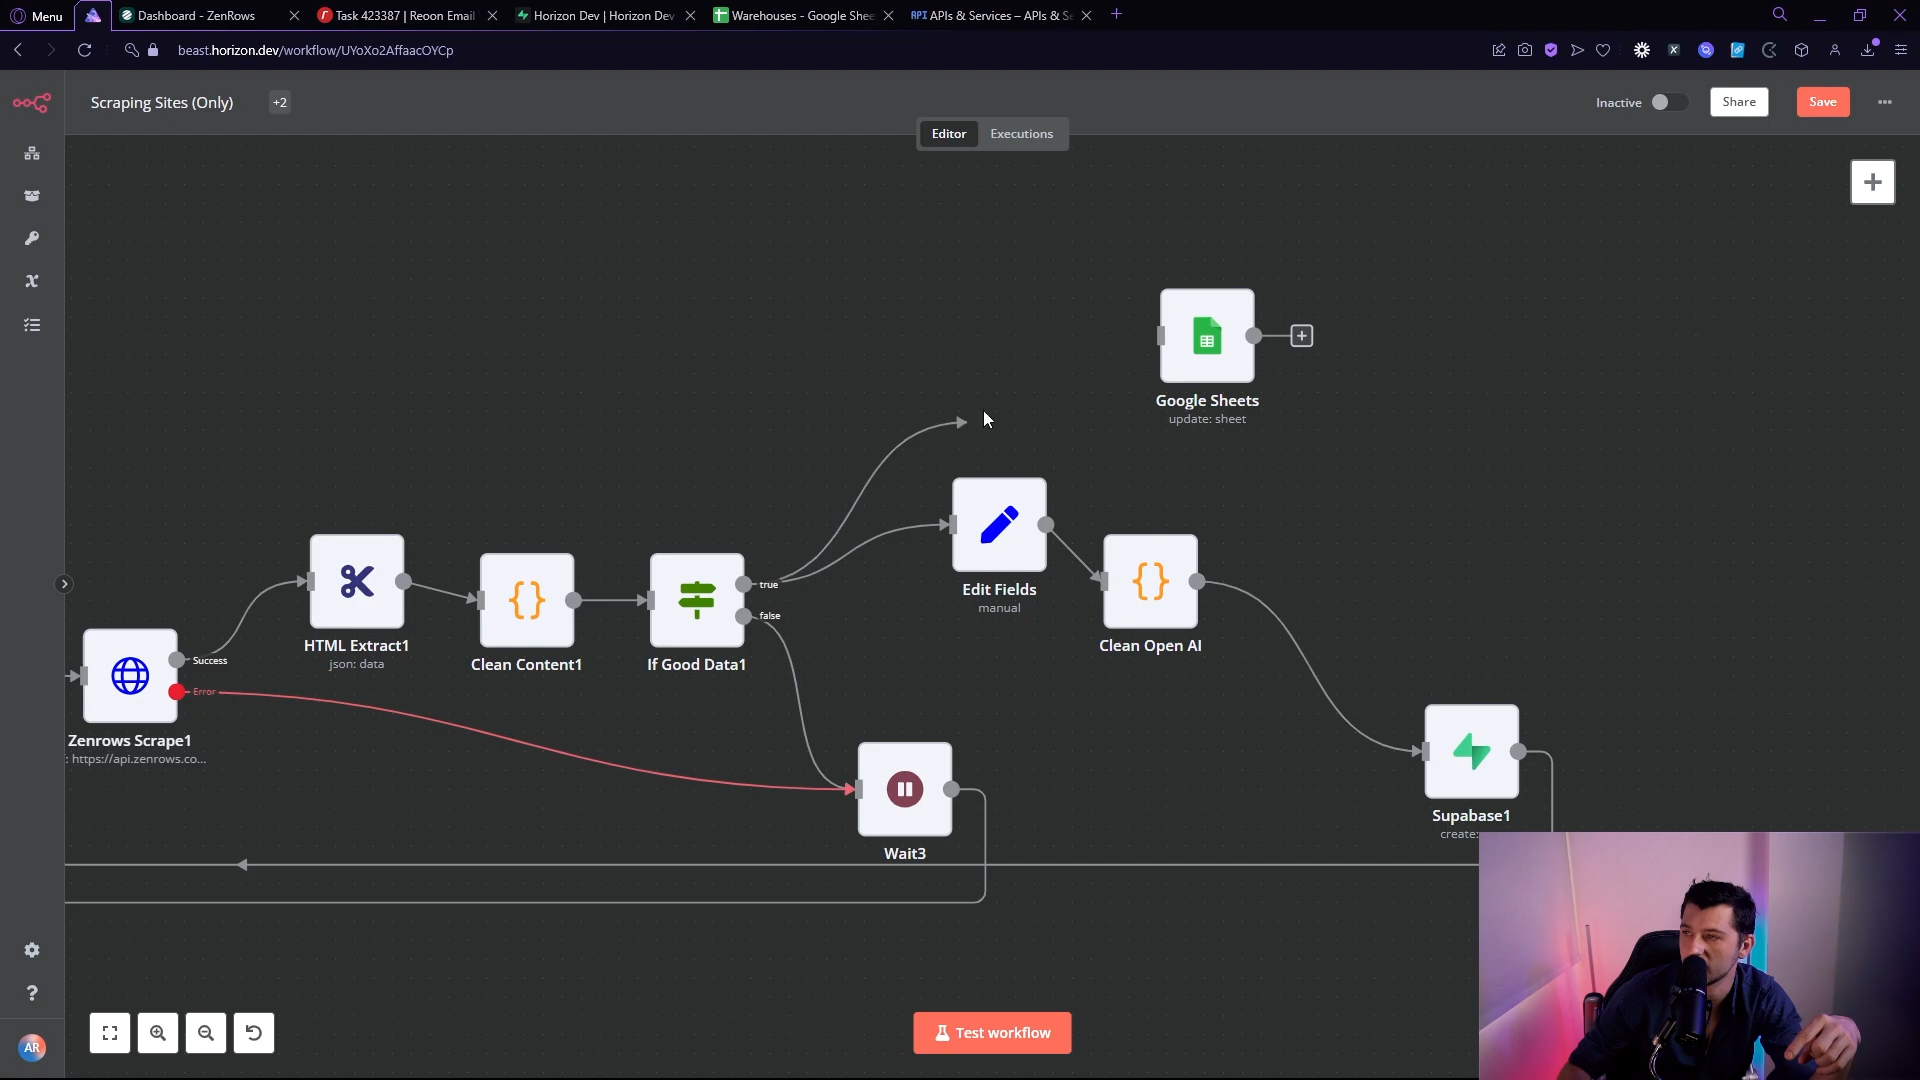 Menu
Dashboard - ZenRows
Task 423387 | Reoon Email
Horizon Dev | Horizon Dev
Warehouses - Google Shee
API APIs & Services – APIs & Se
beast.horizon.dev/workflow/UYoXo2AffaacOYCp
Scraping Sites (Only)
+2
Inactive
Share
Save
Editor
Executions
Google Sheets
update: sheet
true
false
Edit Fields
manual
HTML Extract1
json: data
Clean Content1
If Good Data1
Clean Open AI
Success
Error
Zenrows Scrape1
: https://api.zenrows.co...
Supabase1
create:
Wait3
AR
Test workflow